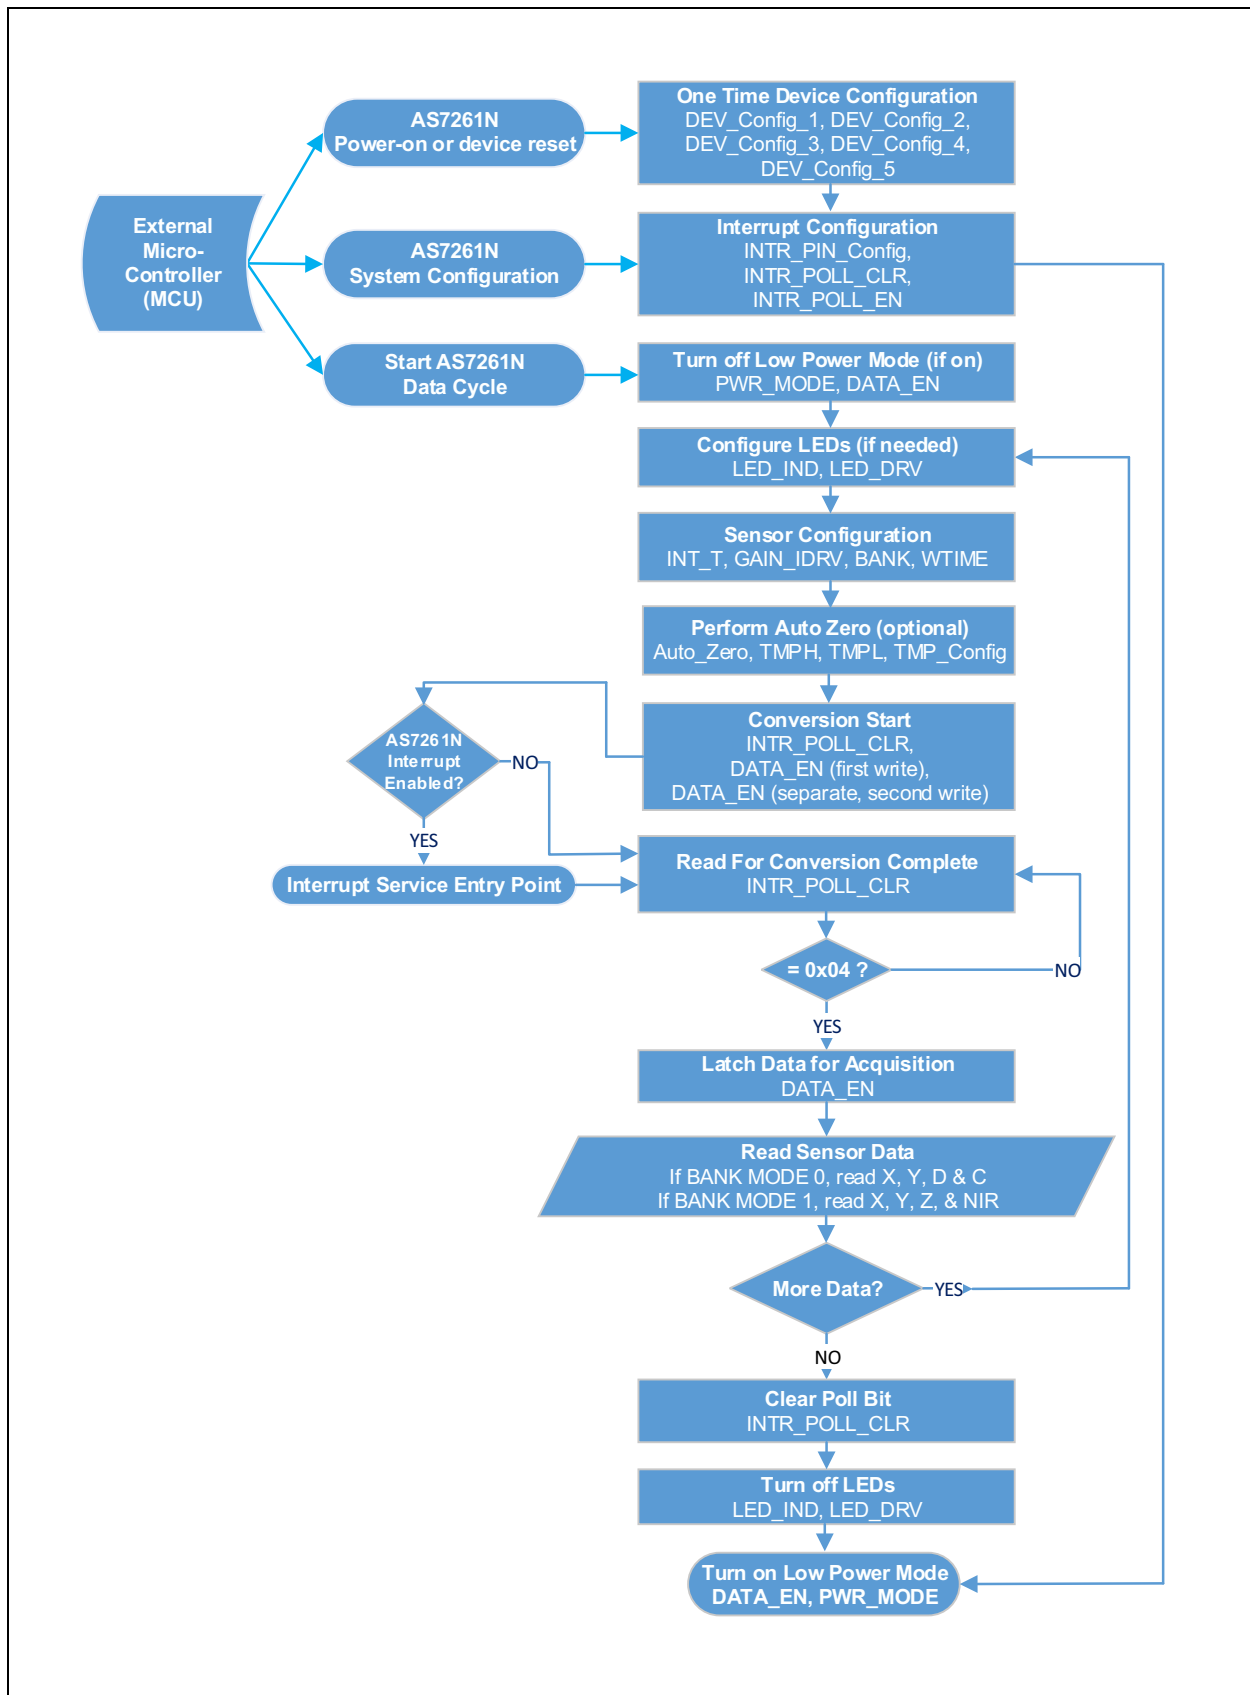 AS7261N
Power-on or device reset
One Time Device Configuration
DEV_Config_1, DEV_Config_2,
DEV_Config_3, DEV_Config_4,
DEV_Config_5
External
Micro-
Controller
(MCU)
AS7261N
System Configuration
Interrupt Configuration
INTR_PIN_Config,
INTR_POLL_CLR,
INTR_POLL_EN
Start AS7261N
Data Cycle
Turn off Low Power Mode (if on)
PWR_MODE, DATA_EN
Configure LEDs (if needed)
LED_IND, LED_DRV
Sensor Configuration
INT_T, GAIN_IDRV, BANK, WTIME
Perform Auto Zero (optional)
Auto_Zero, TMPH, TMPL, TMP_Config
Conversion Start
INTR_POLL_CLR,
DATA_EN (first write),
DATA_EN (separate, second write)
AS7261N
Interrupt
Enabled?
NO
YES
Interrupt Service Entry Point
Read For Conversion Complete
INTR_POLL_CLR
= 0x04 ?
NO
YES
Latch Data for Acquisition
DATA_EN
Read Sensor Data
If BANK MODE 0, read X, Y, D & C
If BANK MODE 1, read X, Y, Z, & NIR
More Data?
YES
NO
Clear Poll Bit
INTR_POLL_CLR
Turn off LEDs
LED_IND, LED_DRV
Turn on Low Power Mode
DATA_EN, PWR_MODE